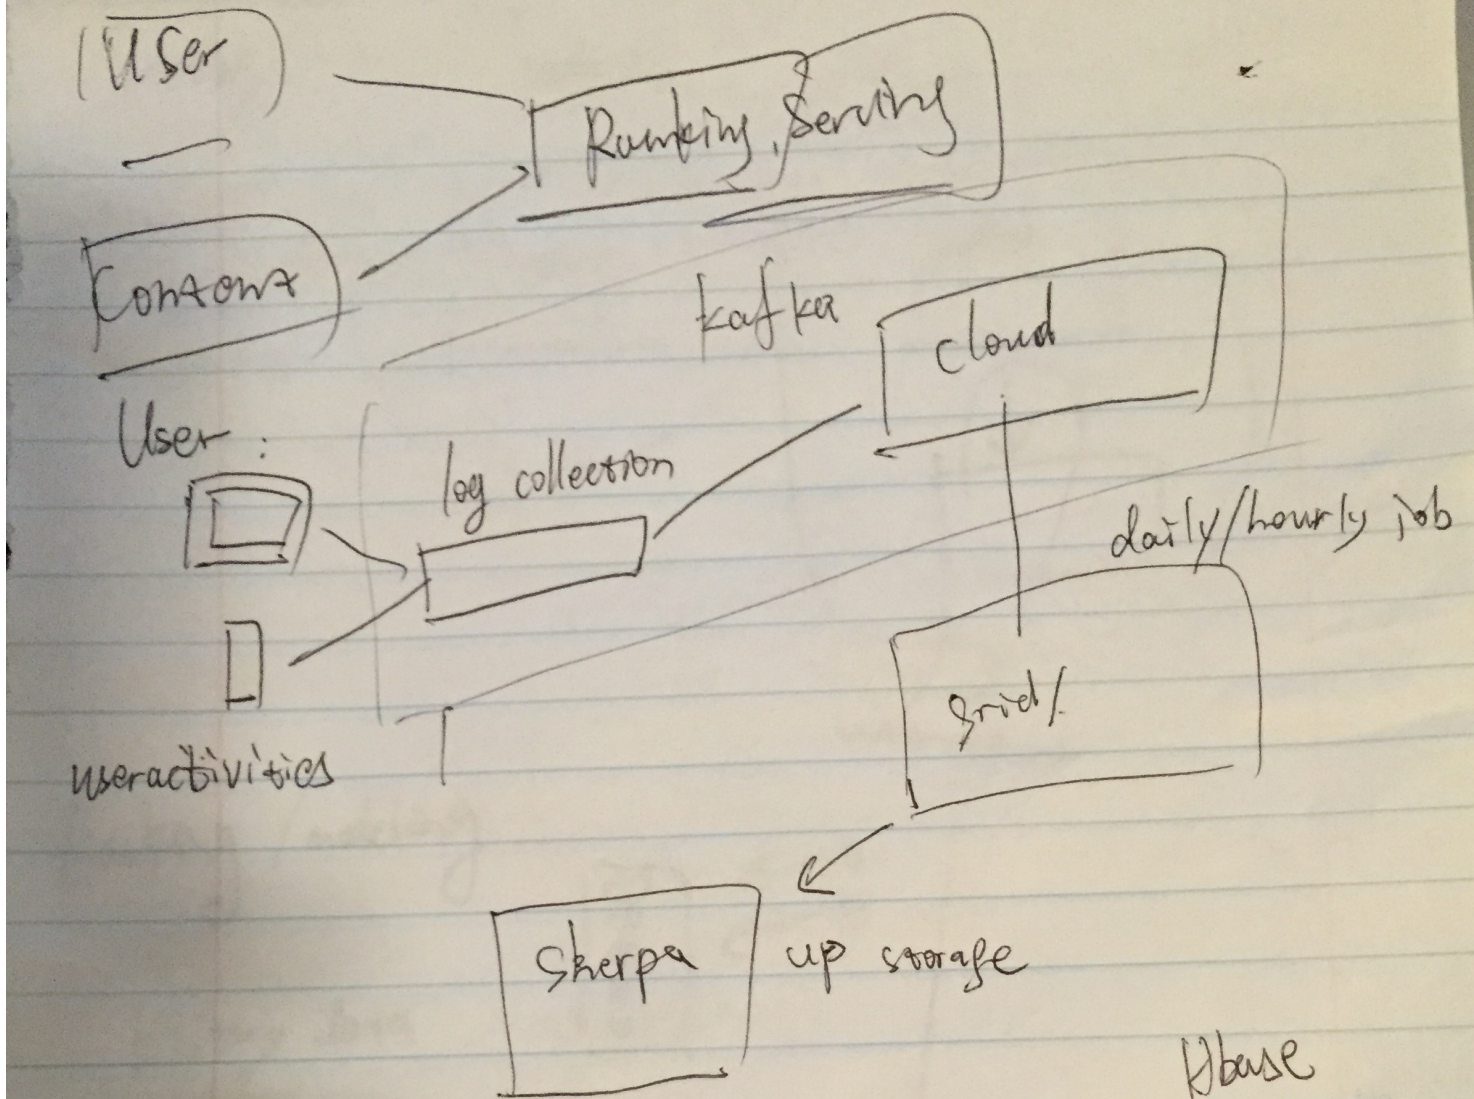 User
Ranking, Serving
Content
kafka
cloud
User:
log collection
daily/hourly job
grid/
useractivities
Sherpa
up storage
Hbase